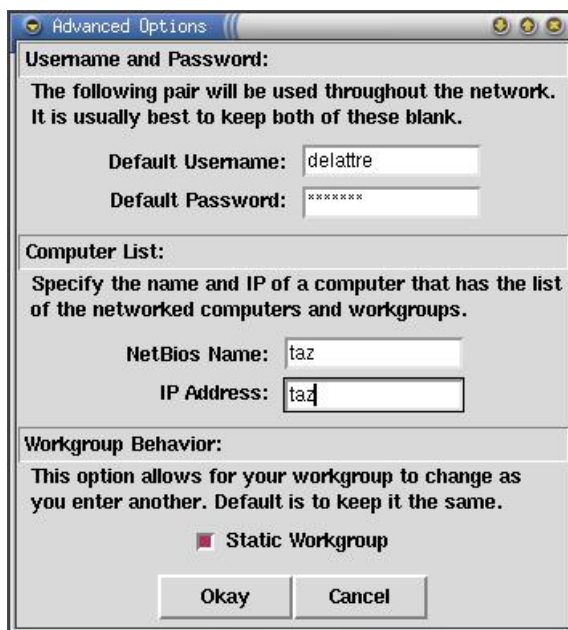 Advanced Options
Username and Password:
The following pair will be used throughout the network.
It is usually best to keep both of these blank.
Default Username: delattre
Default Password: *******
Computer List:
Specify the name and IP of a computer that has the list
of the networked computers and workgroups.
NetBios Name: taz
IP Address: taz
Workgroup Behavior:
This option allows for your workgroup to change as
you enter another. Default is to keep it the same.
Static Workgroup
Okay Cancel